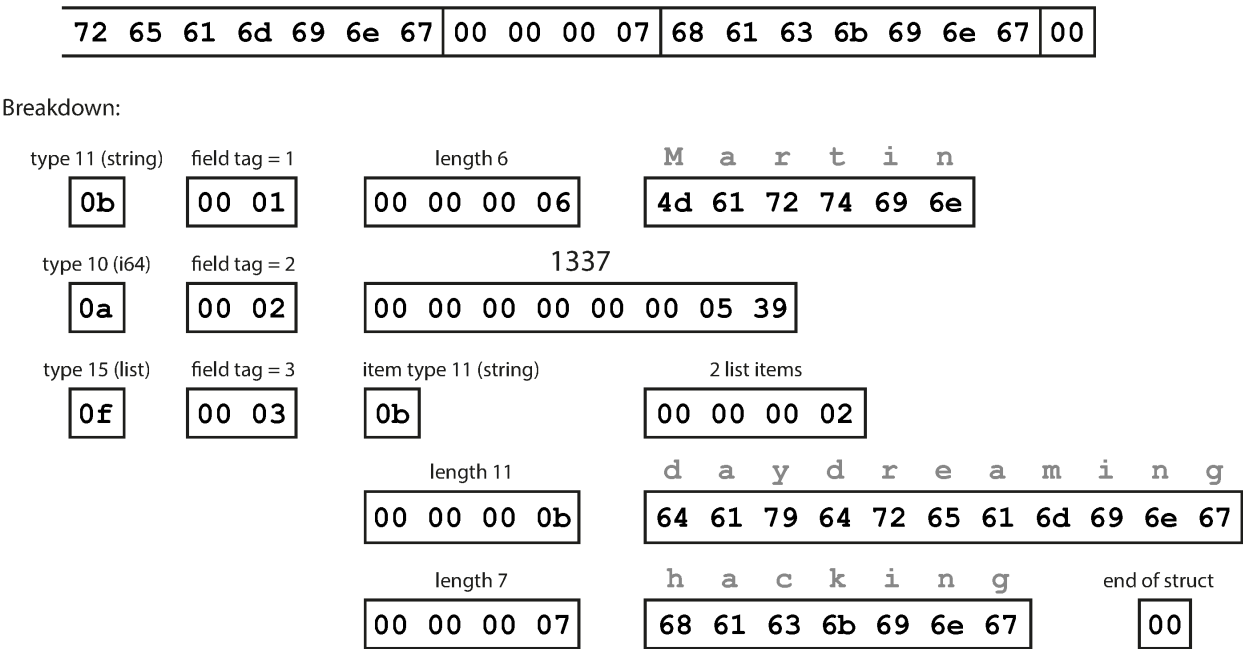 72 65 61 6d 69 6e 67 00 00 00 07 68 61 63 6b 69 6e 67 00
Breakdown:
type 11 (string) field tag = 1 length 6 M a r t i n
0b 00 01 00 00 00 06 4d 61 72 74 69 6e
type 10 (i64) field tag = 2 1337
0a 00 02 00 00 00 00 00 00 05 39
type 15 (list) field tag = 3 item type 11 (string) 2 list items
0f 00 03 0b 00 00 00 02
length 11 d a y d r e a m i n g
00 00 00 0b 64 61 79 64 72 65 61 6d 69 6e 67
length 7 h a c k i n g end of struct
00 00 00 07 68 61 63 6b 69 6e 67 00